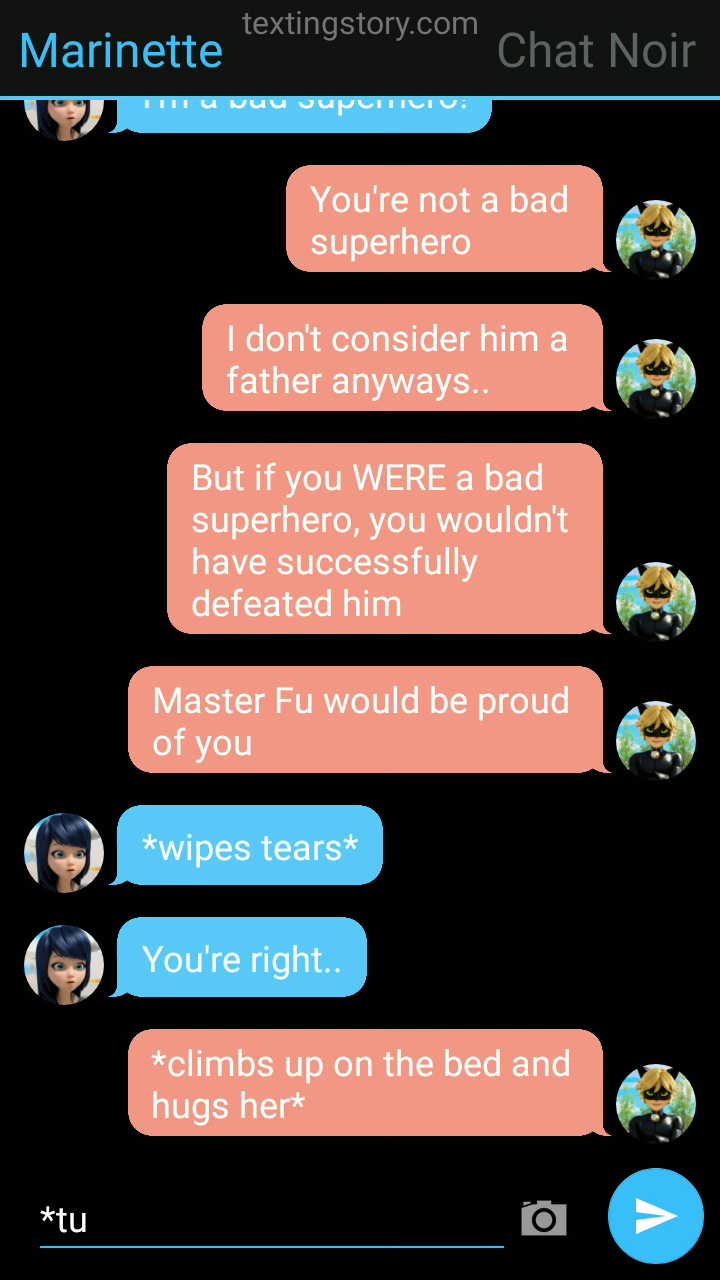 textingstory.com
Marinette
Chat Noir
I'm a bad superhero!
You're not a bad
superhero
I don't consider him a
father anyways..
But if you WERE a bad
superhero, you wouldn't
have successfully
defeated him
Master Fu would be proud
of you
*wipes tears*
You're right..
*climbs up on the bed and
hugs her*
*tu